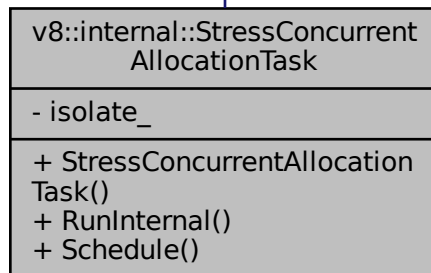 v8::internal::StressConcurrent
AllocationTask
- isolate_
+ StressConcurrentAllocation
Task()
+ RunInternal()
+ Schedule()